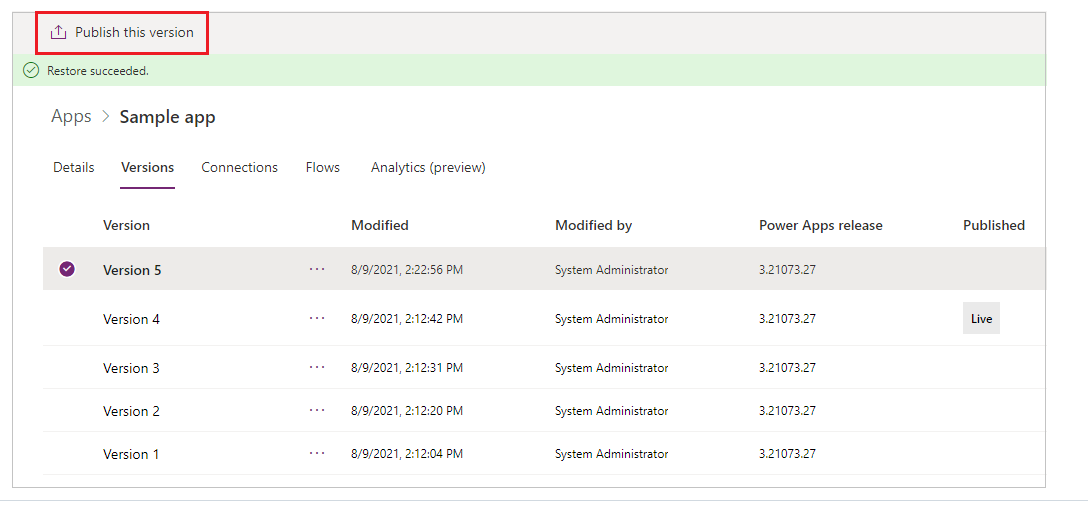 Publish this version
Restore succeeded.
Apps > Sample app
Details Versions Connections Flows Analytics (preview)
Version Modified Modified by Power Apps release Published
Version 5 ... 8/9/2021, 2:22:56 PM System Administrator 3.21073.27
Version 4 ... 8/9/2021, 2:12:42 PM System Administrator 3.21073.27 Live
Version 3 ... 8/9/2021, 2:12:31 PM System Administrator 3.21073.27
Version 2 ... 8/9/2021, 2:12:20 PM System Administrator 3.21073.27
Version 1 ... 8/9/2021, 2:12:04 PM System Administrator 3.21073.27